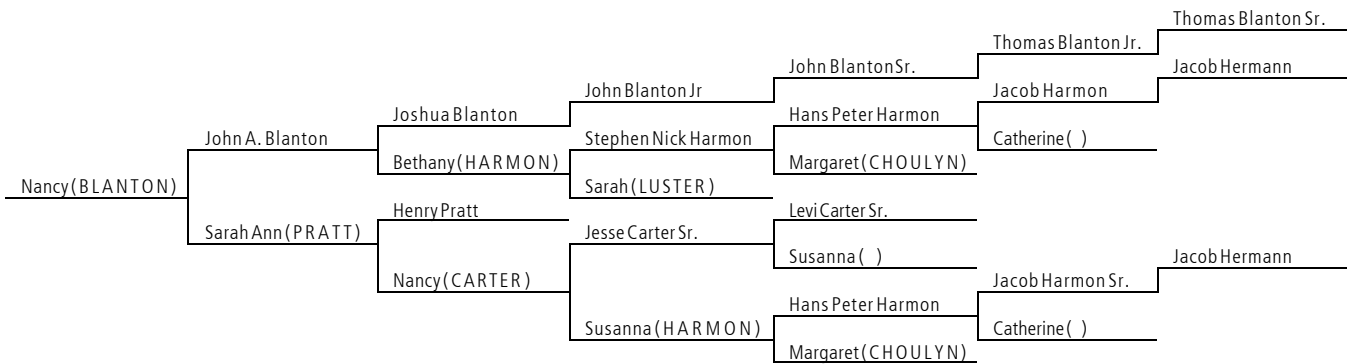 Thomas Blanton Sr.
Thomas Blanton Jr.
John Blanton Sr.
Jacob Hermann
John Blanton Jr
Jacob Harmon
Joshua Blanton
Hans Peter Harmon
John A. Blanton
Stephen Nick Harmon
Catherine ( )
Bethany (HARMON)
Margaret (CHOULYN)
Nancy (BLANTON)
Sarah (LUSTER)
Henry Pratt
Levi Carter Sr.
Sarah Ann (PRATT)
Jesse Carter Sr.
Susanna ( )
Jacob Hermann
Nancy (CARTER)
Jacob Harmon Sr.
Hans Peter Harmon
Susanna (HARMON)
Catherine ( )
Margaret (CHOULYN)